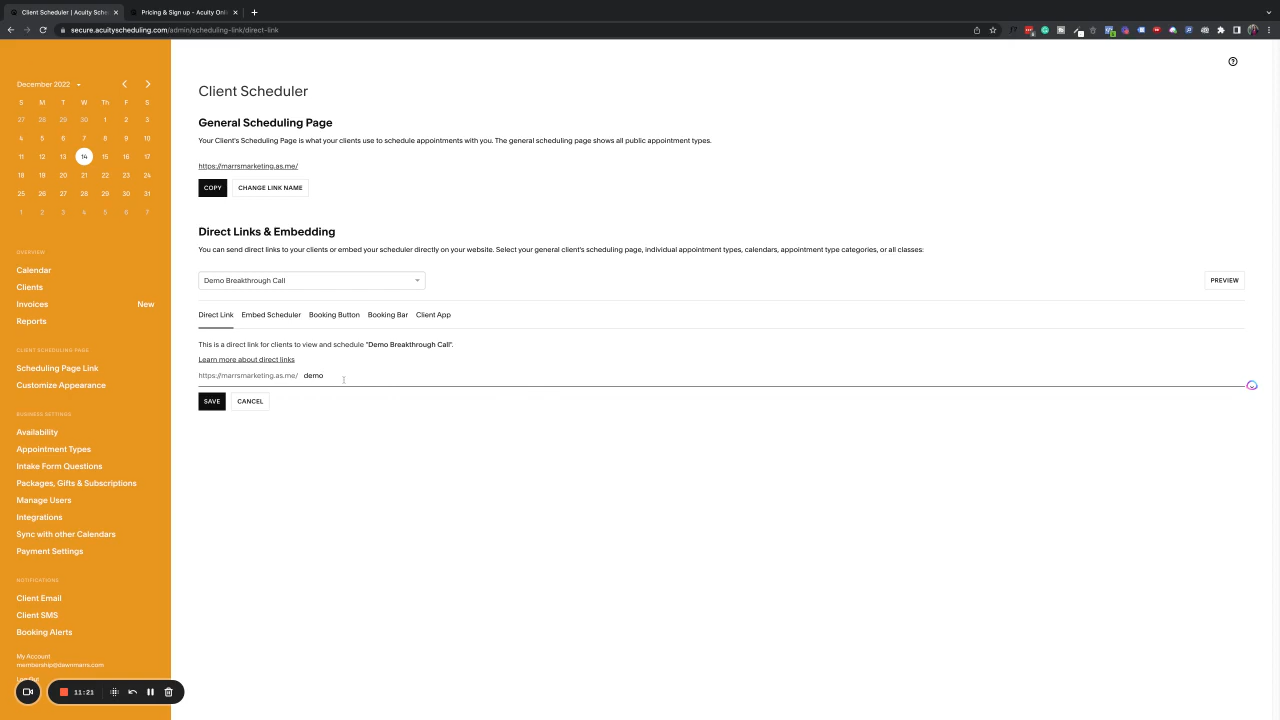 Client Scheduler | Acuity Sche
Pricing & Sign up - Acuity Onli
secure.acuityscheduling.com/admin/scheduling-link/direct-link
December 2022
S M T W Th F S
27 28 29 30 1 2 3
4 5 6 7 8 9 10
11 12 13 14 15 16 17
18 19 20 21 22 23 24
25 26 27 28 29 30 31
1 2 3 4 5 6 7
OVERVIEW
Calendar
Clients
Invoices New
Reports
CLIENT SCHEDULING PAGE
Scheduling Page Link
Customize Appearance
BUSINESS SETTINGS
Availability
Appointment Types
Intake Form Questions
Packages, Gifts & Subscriptions
Manage Users
Integrations
Sync with other Calendars
Payment Settings
NOTIFICATIONS
Client Email
Client SMS
Booking Alerts
My Account
membership@dawnmarrs.com
Log Out
11:21
Client Scheduler
General Scheduling Page
Your Client's Scheduling Page is what your clients use to schedule appointments with you. The general scheduling page shows all public appointment types.
https://marrsmarketing.as.me/
COPY CHANGE LINK NAME
Direct Links & Embedding
You can send direct links to your clients or embed your scheduler directly on your website. Select your general client's scheduling page, individual appointment types, calendars, appointment type categories, or all classes:
Demo Breakthrough Call
PREVIEW
Direct Link Embed Scheduler Booking Button Booking Bar Client App
This is a direct link for clients to view and schedule "Demo Breakthrough Call".
Learn more about direct links
https://marrsmarketing.as.me/ demo
SAVE CANCEL